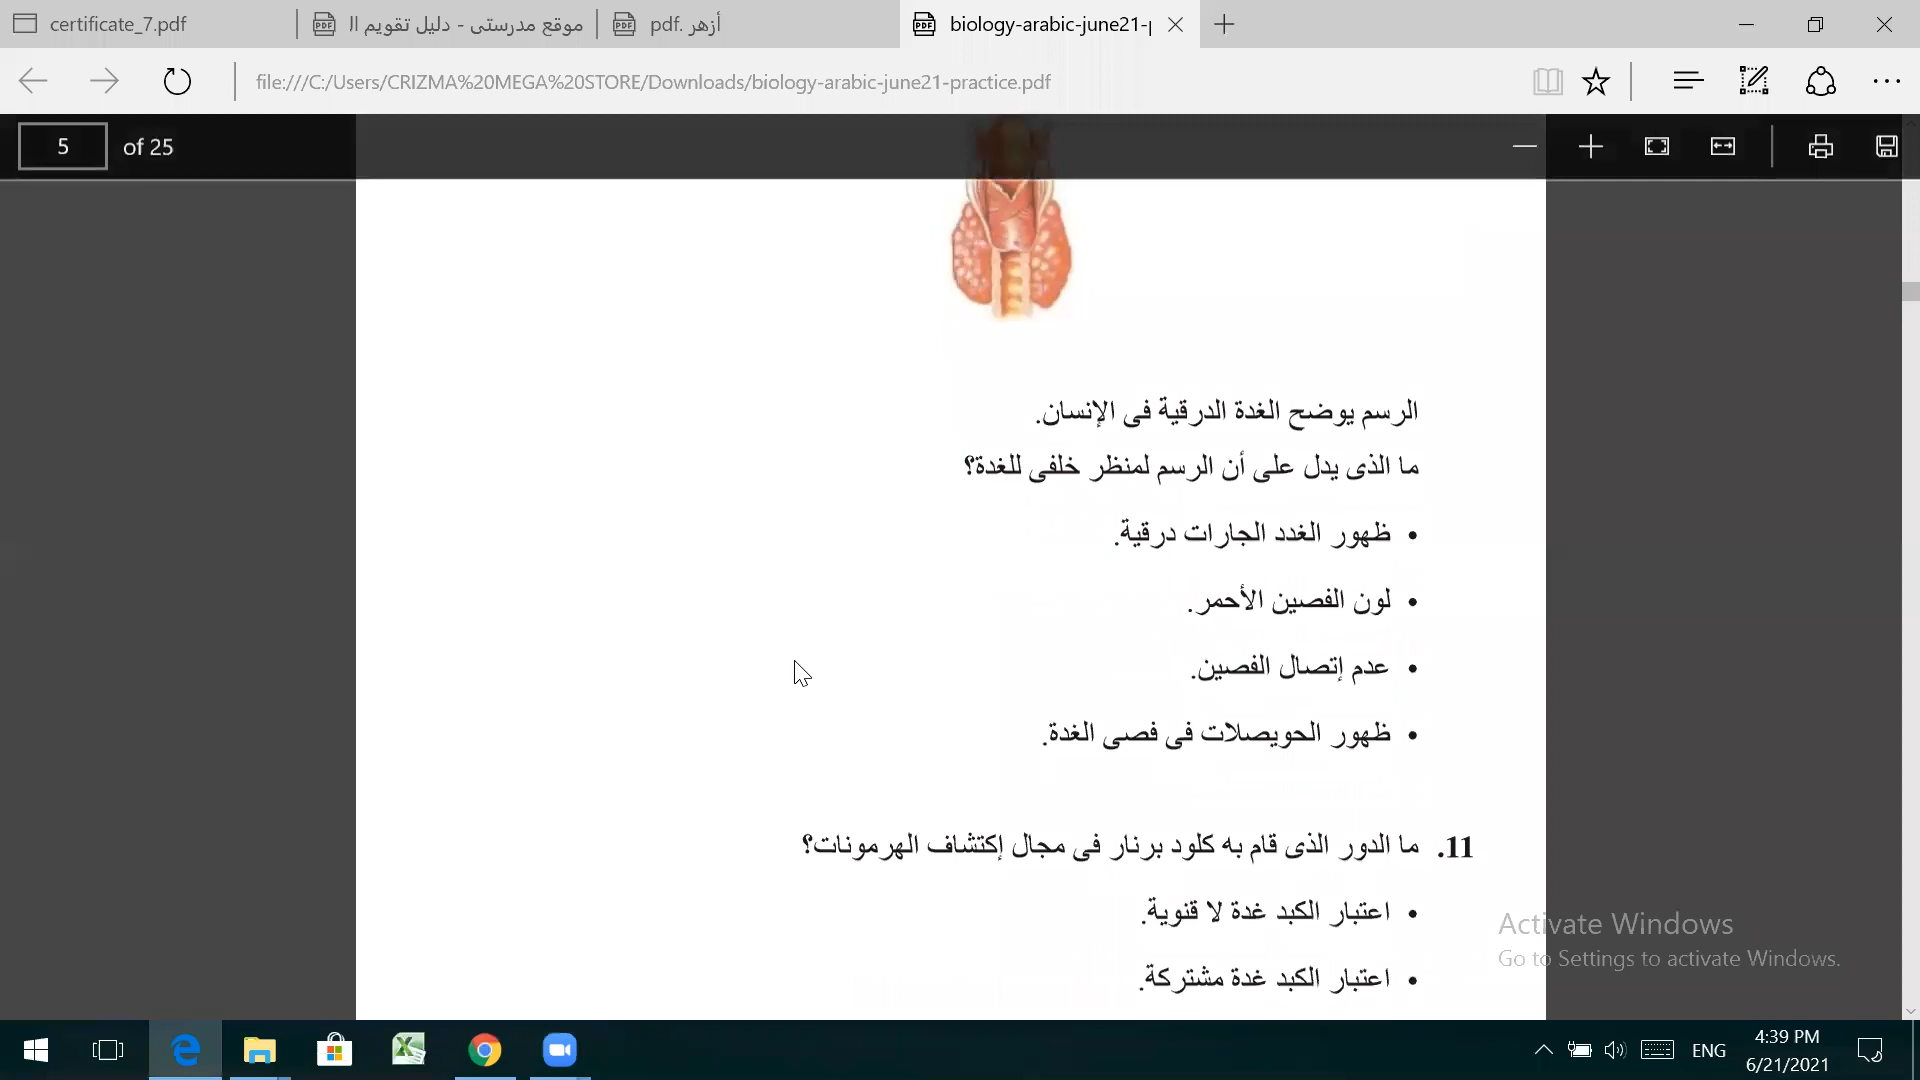 certificate_7.pdf
موقع مدرستى - دليل تقويم ال
أزهر .pdf
biology-arabic-june21-p
file:///C:/Users/CRIZMA%20MEGA%20STORE/Downloads/biology-arabic-june21-practice.pdf
5 of 25
الرسم يوضح الغدة الدرقية فى الإنسان.
ما الذى يدل على أن الرسم لمنظر خلفى للغدة؟
• ظهور الغدد الجارات درقية.
• لون الفصين الأحمر.
• عدم إتصال الفصين.
• ظهور الحويصلات فى فصى الغدة.
11. ما الدور الذى قام به كلود برنار فى مجال إكتشاف الهرمونات؟
• اعتبار الكبد غدة لا قنوية.
• اعتبار الكبد غدة مشتركة.
Activate Windows
Go to Settings to activate Windows.
ENG
4:39 PM
6/21/2021